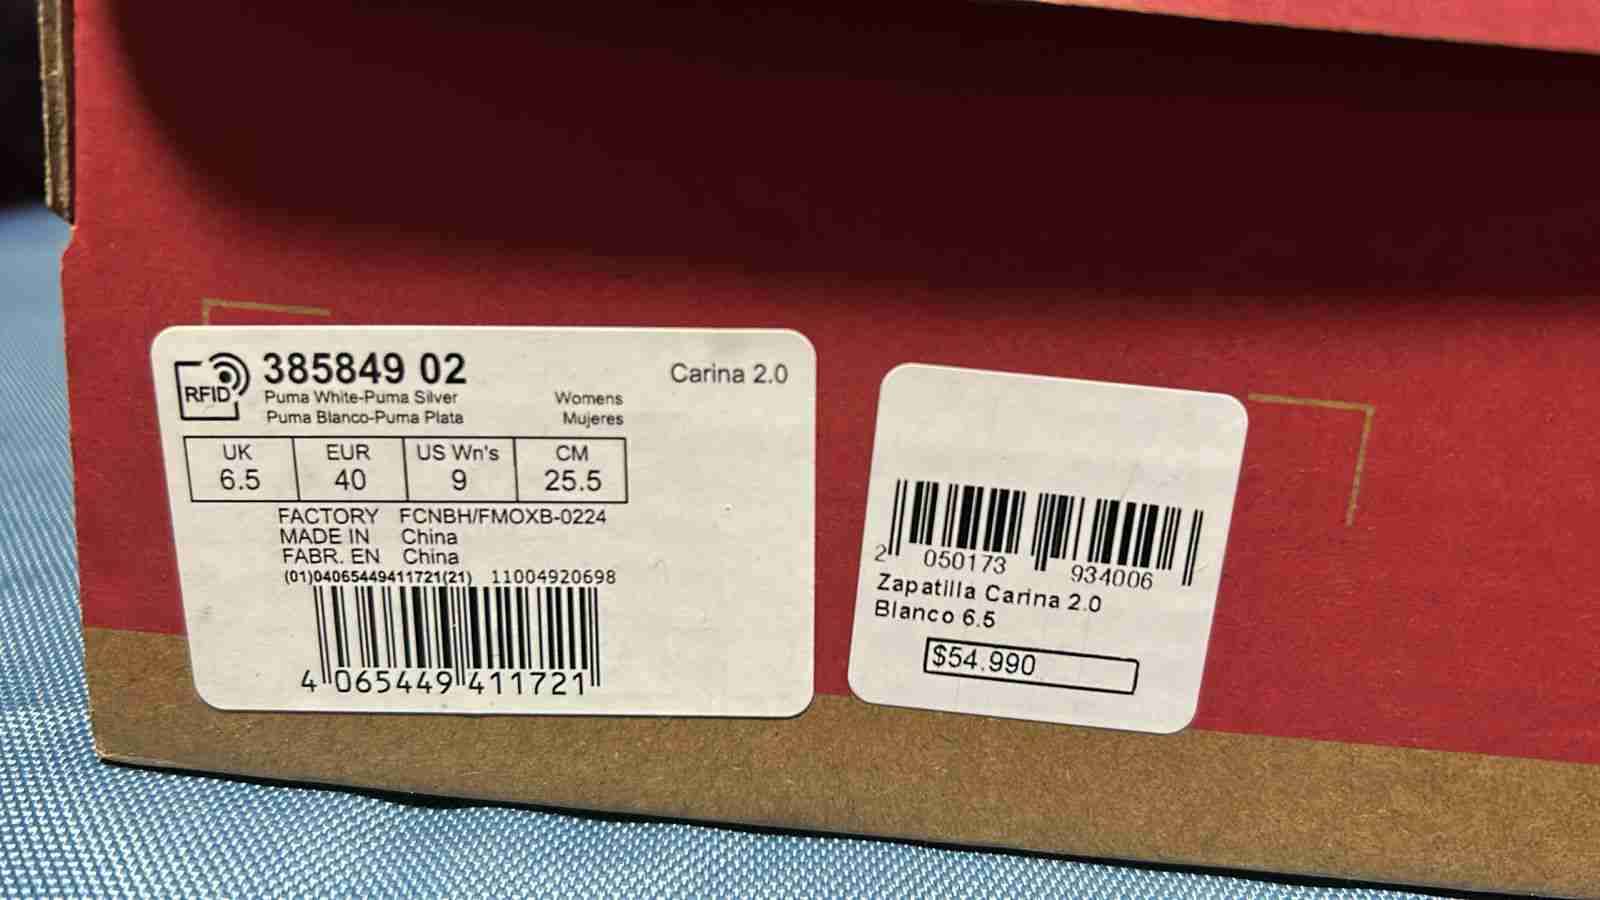 RFID
385849 02
Carina 2.0
Puma White-Puma Silver
Womens
Puma Blanco-Puma Plata
Mujeres
UK EUR US Wn's CM
6.5 40 9 25.5
FACTORY FCNBH/FMOXB-0224
MADE IN China
FABR. EN China
(01)04065449411721(21) 11004920698
4 065449 411721
2 050173 934006
Zapatilla Carina 2.0
Blanco 6.5
$54.990